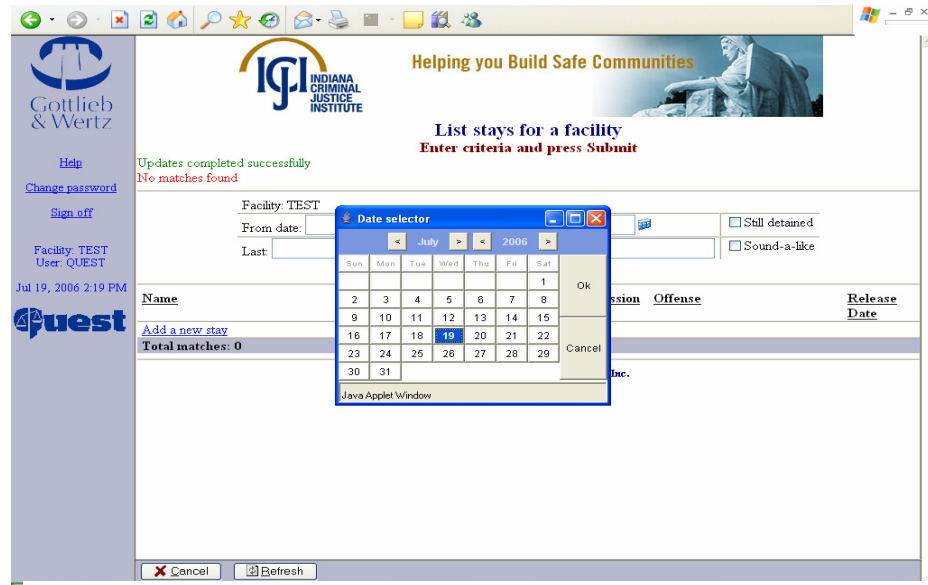 Gottlieb
& Wertz
Help
Change password
Sign off
Facility: TEST
User: QUEST
Jul 19, 2006 2:19 PM
Quest
ICJI INDIANA
CRIMINAL
JUSTICE
INSTITUTE
Helping you Build Safe Communities
List stays for a facility
Enter criteria and press Submit
Updates completed successfully
No matches found
Facility: TEST
From date:
Still detained
Last:
Sound-a-like
Date selector
< July > < 2006 >
Sun Mon Tue Wed Thu Fri Sat
1
2 3 4 5 6 7 8
9 10 11 12 13 14 15
16 17 18 19 20 21 22
23 24 25 26 27 28 29
30 31
Ok
Cancel
Java Applet Window
Name Offense Release
Date
Add a new stay
Total matches: 0
Inc.
Cancel Refresh